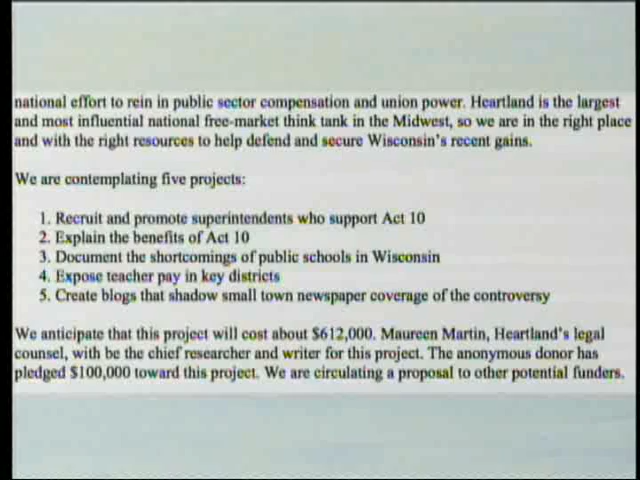 national effort to rein in public sector compensation and union power. Heartland is the largest
and most influential national free-market think tank in the Midwest, so we are in the right place
and with the right resources to help defend and secure Wisconsin's recent gains.
We are contemplating five projects:
1. Recruit and promote superintendents who support Act 10
2. Explain the benefits of Act 10
3. Document the shortcomings of public schools in Wisconsin
4. Expose teacher pay in key districts
5. Create blogs that shadow small town newspaper coverage of the controversy
We anticipate that this project will cost about $612,000. Maureen Martin, Heartland's legal
counsel, with be the chief researcher and writer for this project. The anonymous donor has
pledged $100,000 toward this project. We are circulating a proposal to other potential funders.